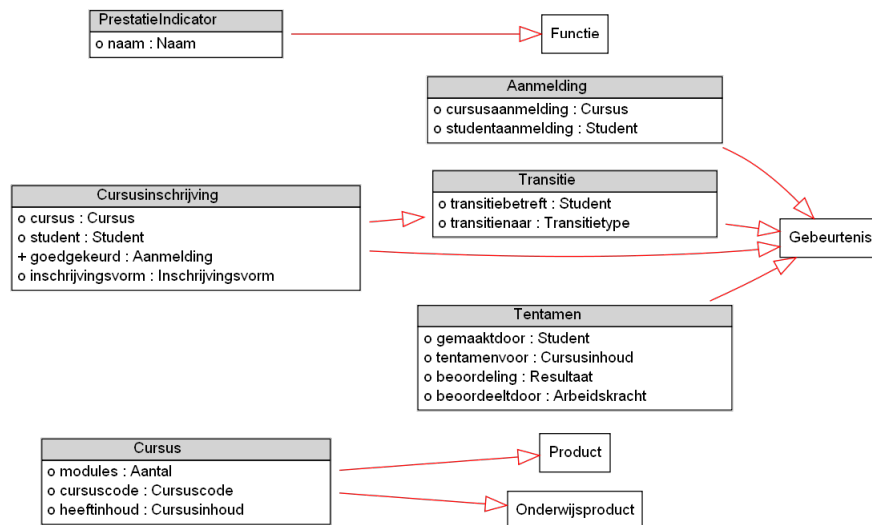 PrestatieIndicator
o naam : Naam
Functie
Aanmelding
o cursusaanmelding : Cursus
o studentaanmelding : Student
Cursusinschrijving
o cursus : Cursus
o student : Student
+ goedgekeurd : Aanmelding
o inschrijvingsvorm : Inschrijvingsvorm
Transitie
o transitiebetreft : Student
o transitienaar : Transitietype
Gebeurtenis
Tentamen
o gemaaktdoor : Student
o tentamenvoor : Cursusinhoud
o beoordeling : Resultaat
o beoordeeltdoor : Arbeidskracht
Cursus
o modules : Aantal
o cursuscode : Cursuscode
o heeftinhoud : Cursusinhoud
Product
Onderwijsproduct